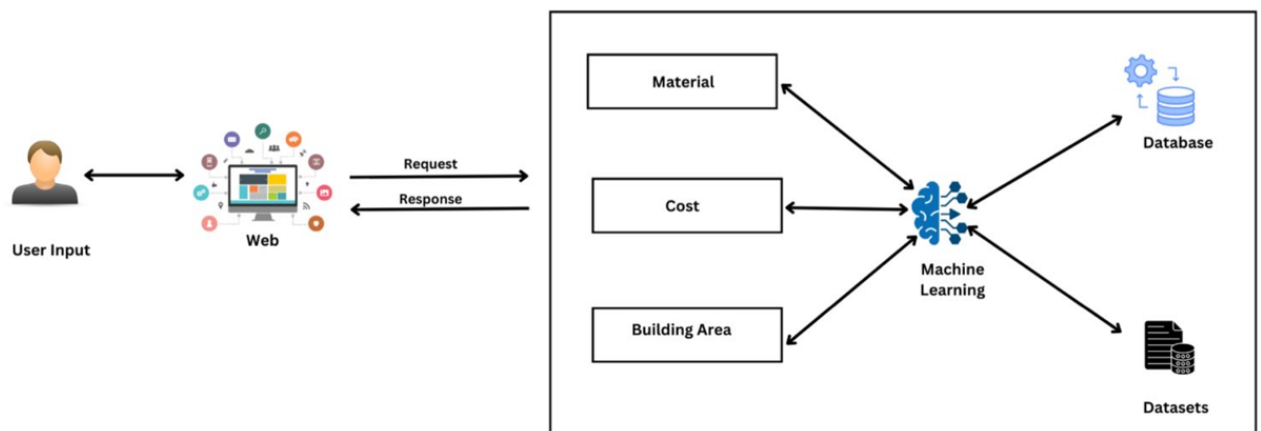 User Input
Web
Request
Response
Material
Cost
Building Area
Machine
Learning
Database
Datasets